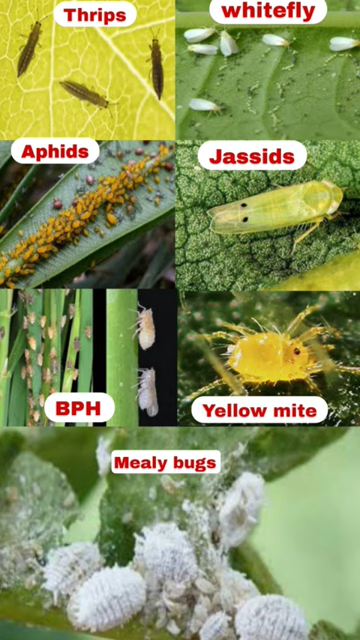 Thrips
whitefly
Aphids
Jassids
BPH
Yellow mite
Mealy bugs